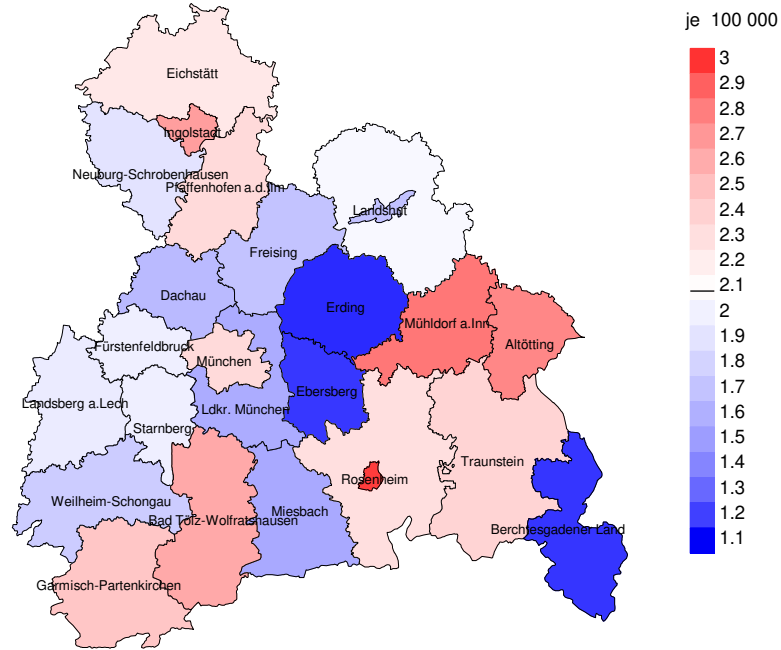 je 100 000
Eichstätt
Ingolstadt
Neuburg-Schrobenhausen
Pfaffenhofen a.d.Ilm
Landshut
Freising
Dachau
Erding
Mühldorf a.Inn
Altötting
Fürstenfeldbruck
München
Ebersberg
Landsberg a.Lech
Ldkr. München
Starnberg
Traunstein
Rosenheim
Weilheim-Schongau
Miesbach
Bad Tölz-Wolfratshausen
Berchtesgadener Land
Garmisch-Partenkirchen
3
2.9
2.8
2.7
2.6
2.5
2.4
2.3
2.2
2.1
2
1.9
1.8
1.7
1.6
1.5
1.4
1.3
1.2
1.1